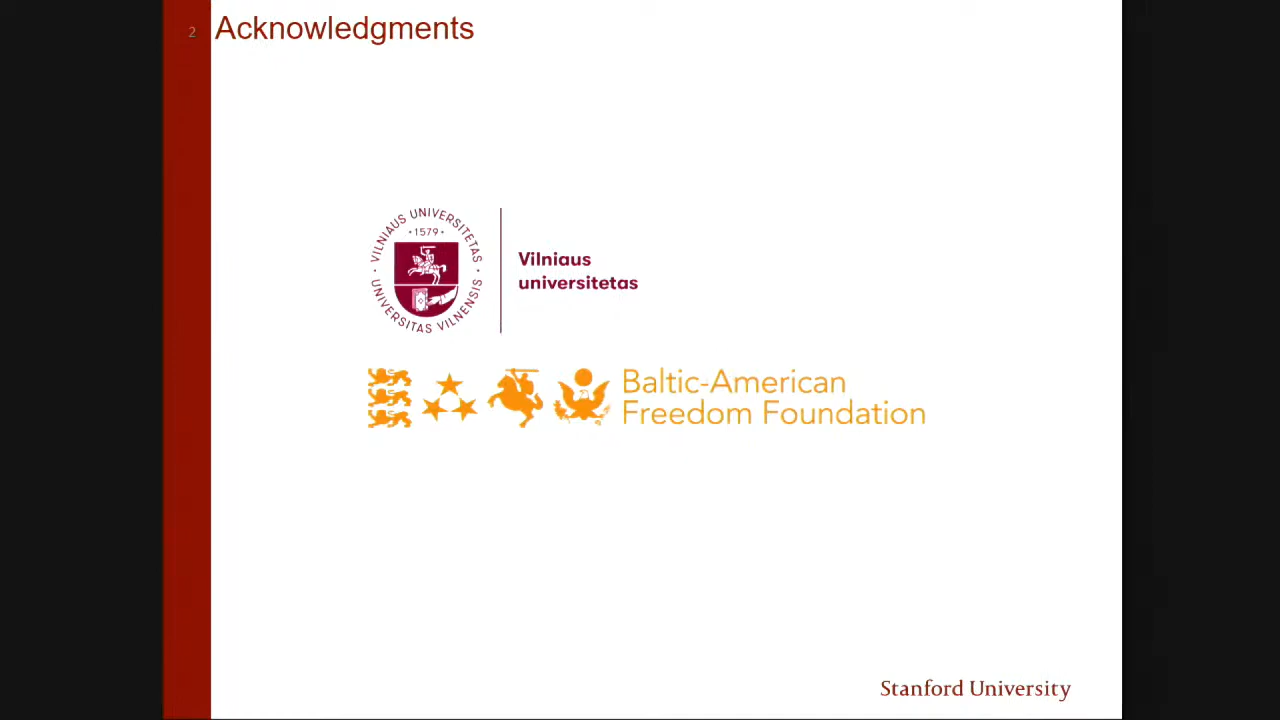 2
Acknowledgments
VILNIAUS UNIVERSITETAS
•1579•
UNIVERSITAS VILNENSIS
Vilniaus
universitetas
Baltic-American
Freedom Foundation
Stanford University